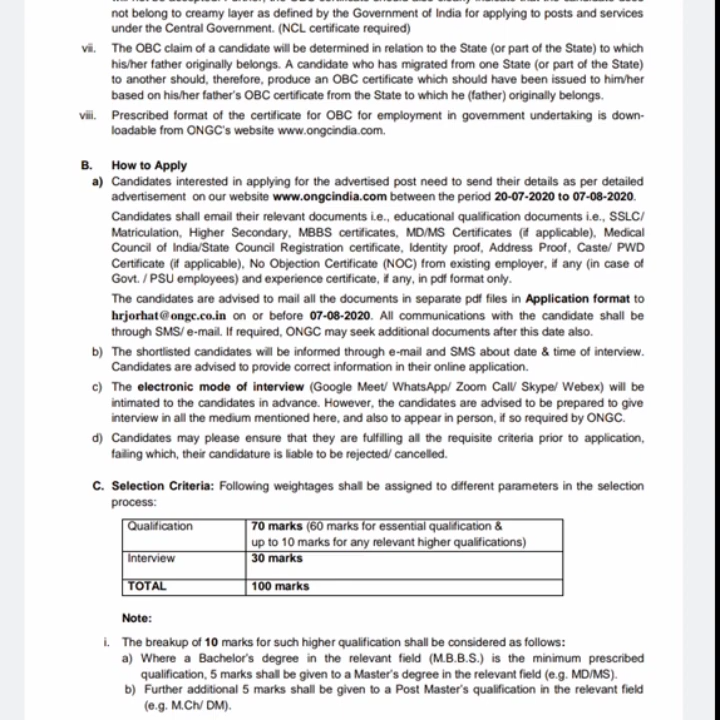 not belong to creamy layer as defined by the Government of India for applying to posts and services
under the Central Government. (NCL certificate required)
vii. The OBC claim of a candidate will be determined in relation to the State (or part of the State) to which
his/her father originally belongs. A candidate who has migrated from one State (or part of the State)
to another should, therefore, produce an OBC certificate which should have been issued to him/her
based on his/her father's OBC certificate from the State to which he (father) originally belongs.
viii. Prescribed format of the certificate for OBC for employment in government undertaking is down-
loadable from ONGC's website www.ongcindia.com.
B. How to Apply
a) Candidates interested in applying for the advertised post need to send their details as per detailed
advertisement on our website www.ongcindia.com between the period 20-07-2020 to 07-08-2020.
Candidates shall email their relevant documents i.e., educational qualification documents i.e., SSLC/
Matriculation, Higher Secondary, MBBS certificates, MD/MS Certificates (if applicable), Medical
Council of India/State Council Registration certificate, Identity proof, Address Proof, Caste/ PWD
Certificate (if applicable), No Objection Certificate (NOC) from existing employer, if any (in case of
Govt. / PSU employees) and experience certificate, if any, in pdf format only.
The candidates are advised to mail all the documents in separate pdf files in Application format to
hrjorhat@ongc.co.in on or before 07-08-2020. All communications with the candidate shall be
through SMS/ e-mail. If required, ONGC may seek additional documents after this date also.
b) The shortlisted candidates will be informed through e-mail and SMS about date & time of interview.
Candidates are advised to provide correct information in their online application.
c) The electronic mode of interview (Google Meet/ WhatsApp/ Zoom Call/ Skype/ Webex) will be
intimated to the candidates in advance. However, the candidates are advised to be prepared to give
interview in all the medium mentioned here, and also to appear in person, if so required by ONGC.
d) Candidates may please ensure that they are fulfilling all the requisite criteria prior to application,
failing which, their candidature is liable to be rejected/ cancelled.
C. Selection Criteria: Following weightages shall be assigned to different parameters in the selection
process:
Qualification 70 marks (60 marks for essential qualification &
up to 10 marks for any relevant higher qualifications)
Interview 30 marks
TOTAL 100 marks
Note:
i. The breakup of 10 marks for such higher qualification shall be considered as follows:
a) Where a Bachelor's degree in the relevant field (M.B.B.S.) is the minimum prescribed
qualification, 5 marks shall be given to a Master's degree in the relevant field (e.g. MD/MS).
b) Further additional 5 marks shall be given to a Post Master's qualification in the relevant field
(e.g. M.Ch/ DM).